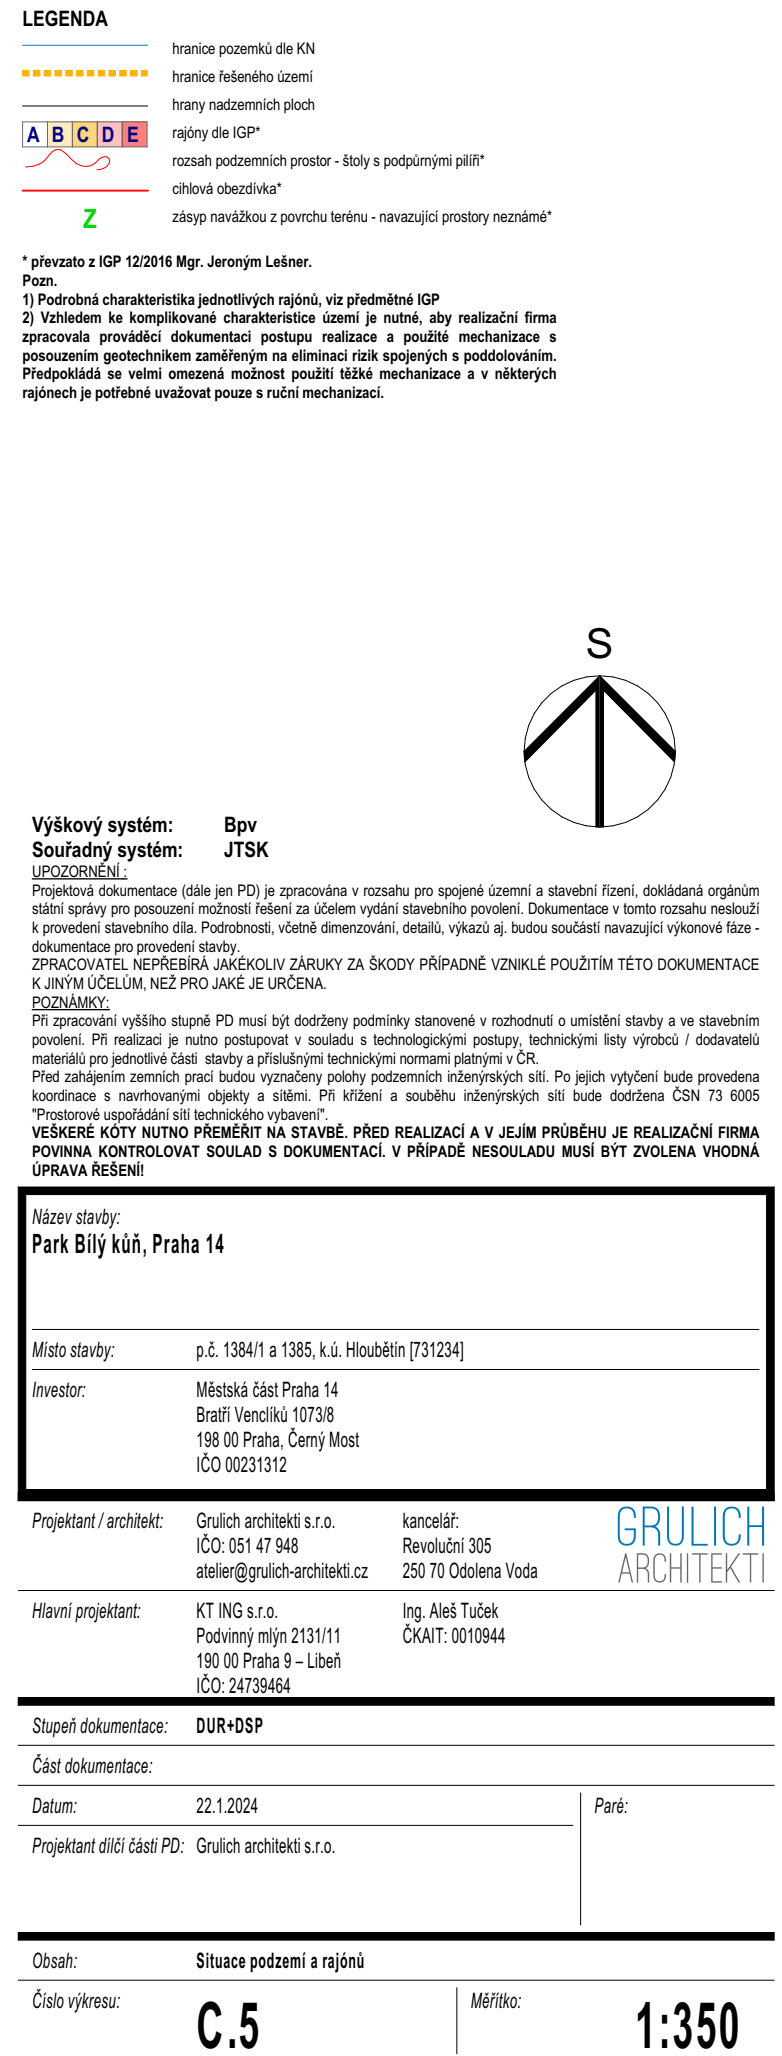 LEGENDA
hranice pozemků dle KN
hranice řešeného území
hrany nadzemních ploch
A B C D E rajóny dle IGP*
rozsah podzemních prostor - štoly s podpůrnými pilíři*
cihlová obezdívka*
Z zásyp navážkou z povrchu terénu - navazující prostory neznámé*
* převzato z IGP 12/2016 Mgr. Jeroným Lešner.
Pozn.
1) Podrobná charakteristika jednotlivých rajónů, viz předmětné IGP
2) Vzhledem ke komplikované charakteristice území je nutné, aby realizační firma
zpracovala prováděcí dokumentaci postupu realizace a použité mechanizace s
posouzením geotechnikem zaměřeným na eliminaci rizik spojených s poddolováním.
Předpokládá se velmi omezená možnost použití těžké mechanizace a v některých
rajónech je potřebné uvažovat pouze s ruční mechanizací.
S
Výškový systém: Bpv
Souřadný systém: JTSK
UPOZORNĚNÍ :
Projektová dokumentace (dále jen PD) je zpracována v rozsahu pro spojené územní a stavební řízení, dokládaná orgánům
státní správy pro posouzení možností řešení za účelem vydání stavebního povolení. Dokumentace v tomto rozsahu neslouží
k provedení stavebního díla. Podrobnosti, včetně dimenzování, detailů, výkazů aj. budou součástí navazující výkonové fáze -
dokumentace pro provedení stavby.
ZPRACOVATEL NEPŘEBÍRÁ JAKÉKOLIV ZÁRUKY ZA ŠKODY PŘÍPADNĚ VZNIKLÉ POUŽITÍM TÉTO DOKUMENTACE
K JINÝM ÚČELŮM, NEŽ PRO JAKÉ JE URČENA.
POZNÁMKY:
Při zpracování vyššího stupně PD musí být dodrženy podmínky stanovené v rozhodnutí o umístění stavby a ve stavebním
povolení. Při realizaci je nutno postupovat v souladu s technologickými postupy, technickými listy výrobců / dodavatelů
materiálů pro jednotlivé části stavby a příslušnými technickými normami platnými v ČR.
Před zahájením zemních prací budou vyznačeny polohy podzemních inženýrských sítí. Po jejich vytyčení bude provedena
koordinace s navrhovanými objekty a sítěmi. Při křížení a souběhu inženýrských sítí bude dodržena ČSN 73 6005
"Prostorové uspořádání sítí technického vybavení".
VEŠKERÉ KÓTY NUTNO PŘEMĚŘIT NA STAVBĚ. PŘED REALIZACÍ A V JEJÍM PRŮBĚHU JE REALIZAČNÍ FIRMA
POVINNA KONTROLOVAT SOULAD S DOKUMENTACÍ. V PŘÍPADĚ NESOULADU MUSÍ BÝT ZVOLENA VHODNÁ
ÚPRAVA ŘEŠENÍ!
Název stavby:
Park Bílý kůň, Praha 14
Místo stavby: p.č. 1384/1 a 1385, k.ú. Hloubětín [731234]
Investor: Městská část Praha 14
Bratří Venclíků 1073/8
198 00 Praha, Černý Most
IČO 00231312
Projektant / architekt: Grulich architekti s.r.o. kancelář:
IČO: 051 47 948 Revoluční 305
atelier@grulich-architekti.cz 250 70 Odolena Voda
GRULICH
ARCHITEKTI
Hlavní projektant: KT ING s.r.o. Ing. Aleš Tuček
Podvinný mlýn 2131/11 ČKAIT: 0010944
190 00 Praha 9 – Libeň
IČO: 24739464
Stupeň dokumentace: DUR+DSP
Část dokumentace:
Datum: 22.1.2024 Paré:
Projektant dílčí části PD: Grulich architekti s.r.o.
Obsah: Situace podzemí a rajónů
Číslo výkresu: C.5 Měřítko: 1:350